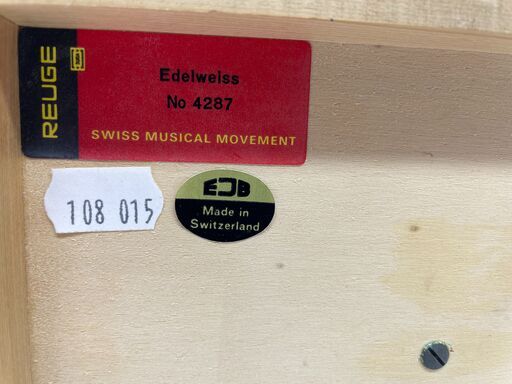 REUGE
Edelweiss
No 4287
SWISS MUSICAL MOVEMENT
108 015
EJB
Made in
Switzerland